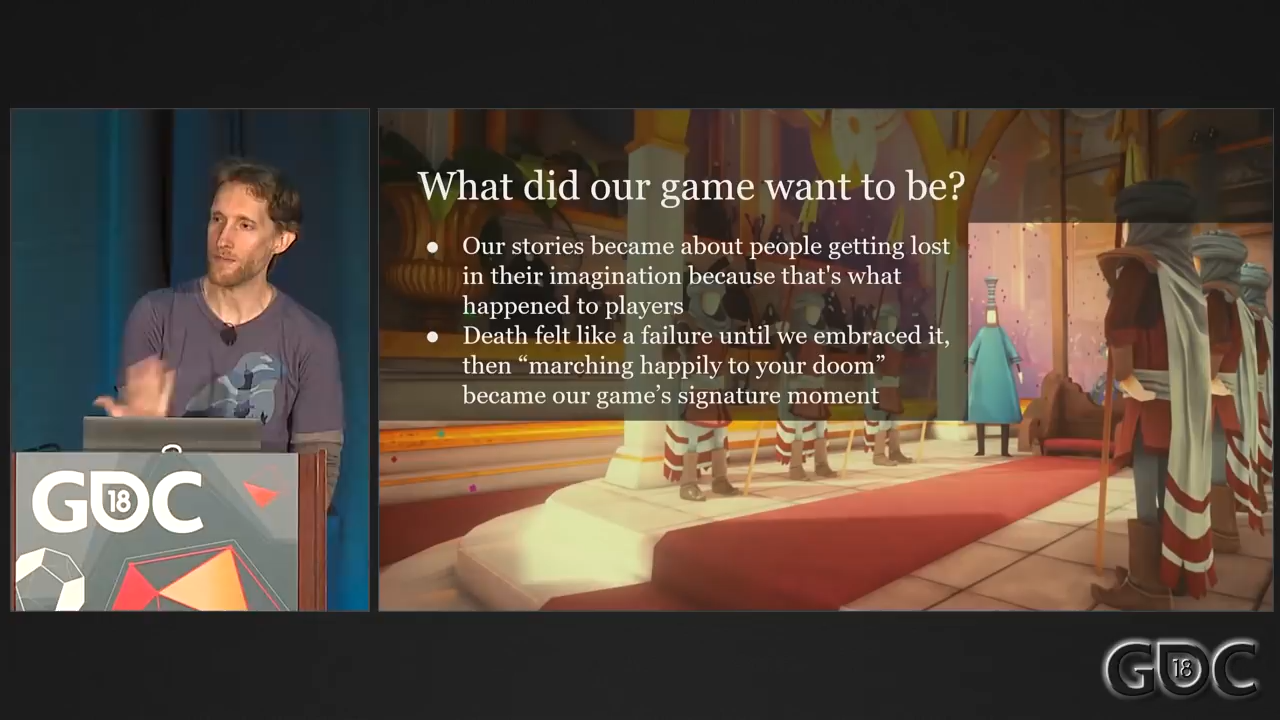 What did our game want to be?
● Our stories became about people getting lost
in their imagination because that's what
happened to players
● Death felt like a failure until we embraced it,
then “marching happily to your doom”
became our game’s signature moment
GDC
18
GDC
18